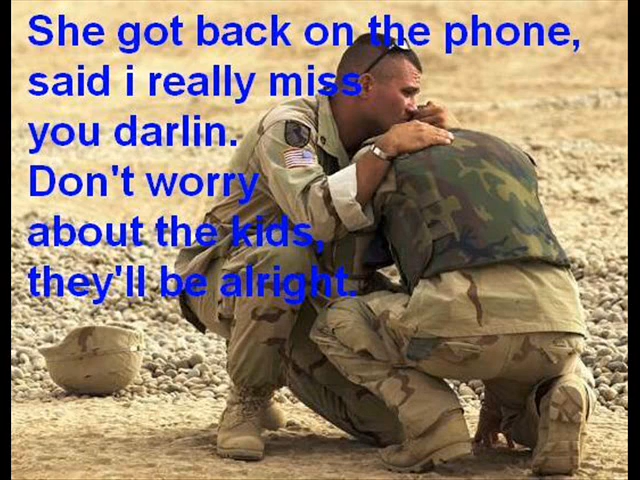 She got back on the phone,
said i really miss
you darlin.
Don't worry
about the kids,
they'll be alright.